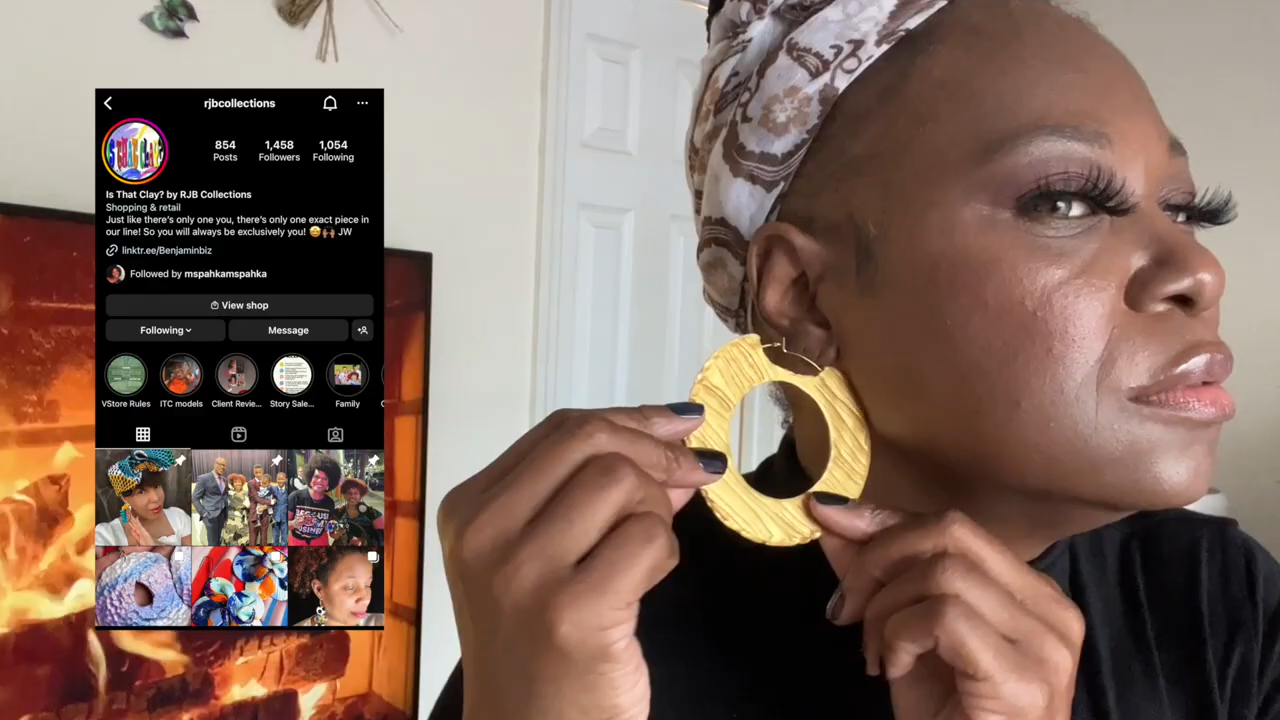 rjbcollections
854
1,458
1,054
Posts
Followers
Following
Is That Clay? by RJB Collections
Shopping & retail
Just like there's only one you, there's only one exact piece in
our line! So you will always be exclusively you! 🤩🙌🏾 JW
linktr.ee/Benjaminbiz
Followed by mspahkamspahka
View shop
Following
Message
VStore Rules
ITC models
Client Revie...
Story Sale...
Family